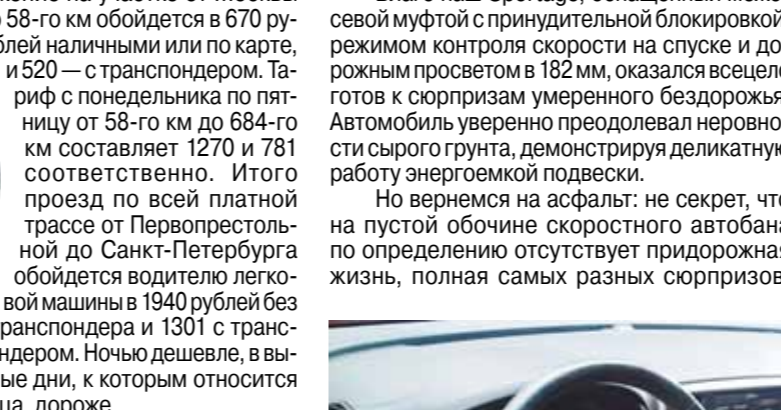 58-го км обойдется в 670 ру-
блей наличными или по карте,
и 520 — с транспондером. Та-
риф с понедельника по пят-
ницу от 58-го км до 684-го
км составляет 1270 и 781
соответственно. Итого
проезд по всей платной
трассе от Первопрестоль-
ной до Санкт-Петербурга
обойдется водителю легко-
вой машины в 1940 рублей без
ранспондера и 1301 с транс-
ндером. Ночью дешевле, в вы-
ые дни, к которым относится
ца, дороже.
севой муфтой с принудительной блокировкой
режимом контроля скорости на спуске и до
рожным просветом в 182 мм, оказался всецел
готов к сюрпризам умеренного бездорожья
Автомобиль уверенно преодолевал неровно
сти сырого грунта, демонстрируя деликатную
работу энергоемкой подвески.
Но вернемся на асфальт: не секрет, чт
на пустой обочине скоростного автобана
по определению отсутствует придорожная
жизнь, полная самых разных сюрпризов